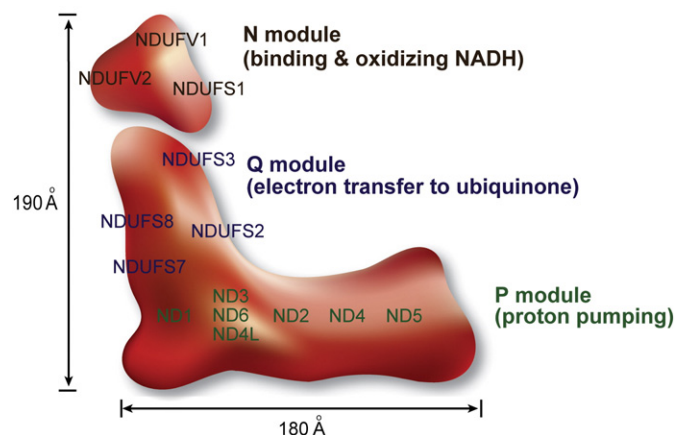 NDUFV1
N module
(binding & oxidizing NADH)
NDUFV2
NDUFS1
NDUFS3
Q module
(electron transfer to ubiquinone)
190 Å
NDUFS8
NDUFS2
NDUFS7
ND3
ND1
ND6
ND2
ND4
ND5
ND4L
P module
(proton pumping)
180 Å